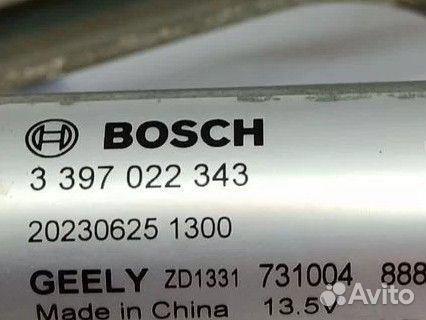 BOSCH
3 397 022 343
20230625 1300
GEELY ZD1331 731004 888
Made in China 13.5V
Avito